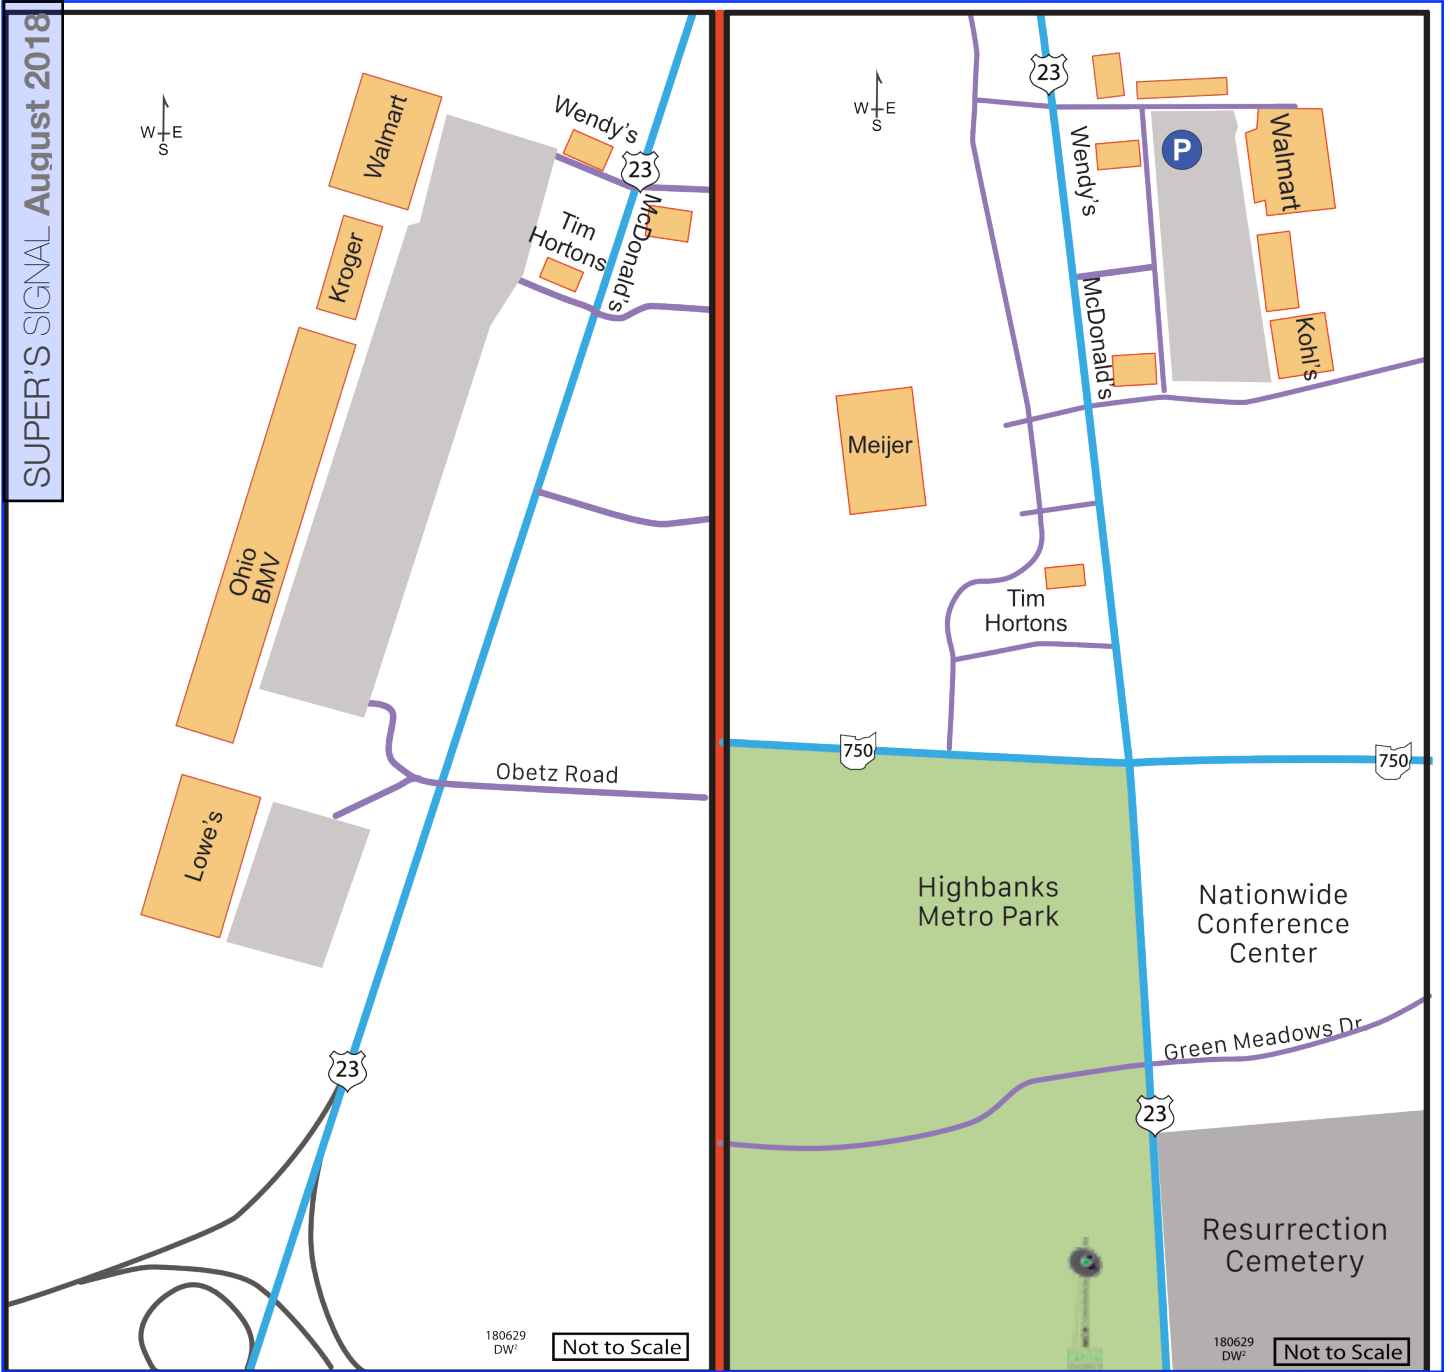 SUPER'S SIGNAL August 2018
W E
S
Walmart
Wendy's
23
McDonald's
Tim
Hortons
Kroger
Ohio
BMV
Obetz Road
Lowe's
23
180629
DW²
Not to Scale
23
W E
S
P
Walmart
Wendy's
McDonald's
Kohl's
Meijer
Tim
Hortons
750
750
Highbanks
Metro Park
Nationwide
Conference
Center
Green Meadows Dr.
23
Resurrection
Cemetery
180629
DW²
Not to Scale